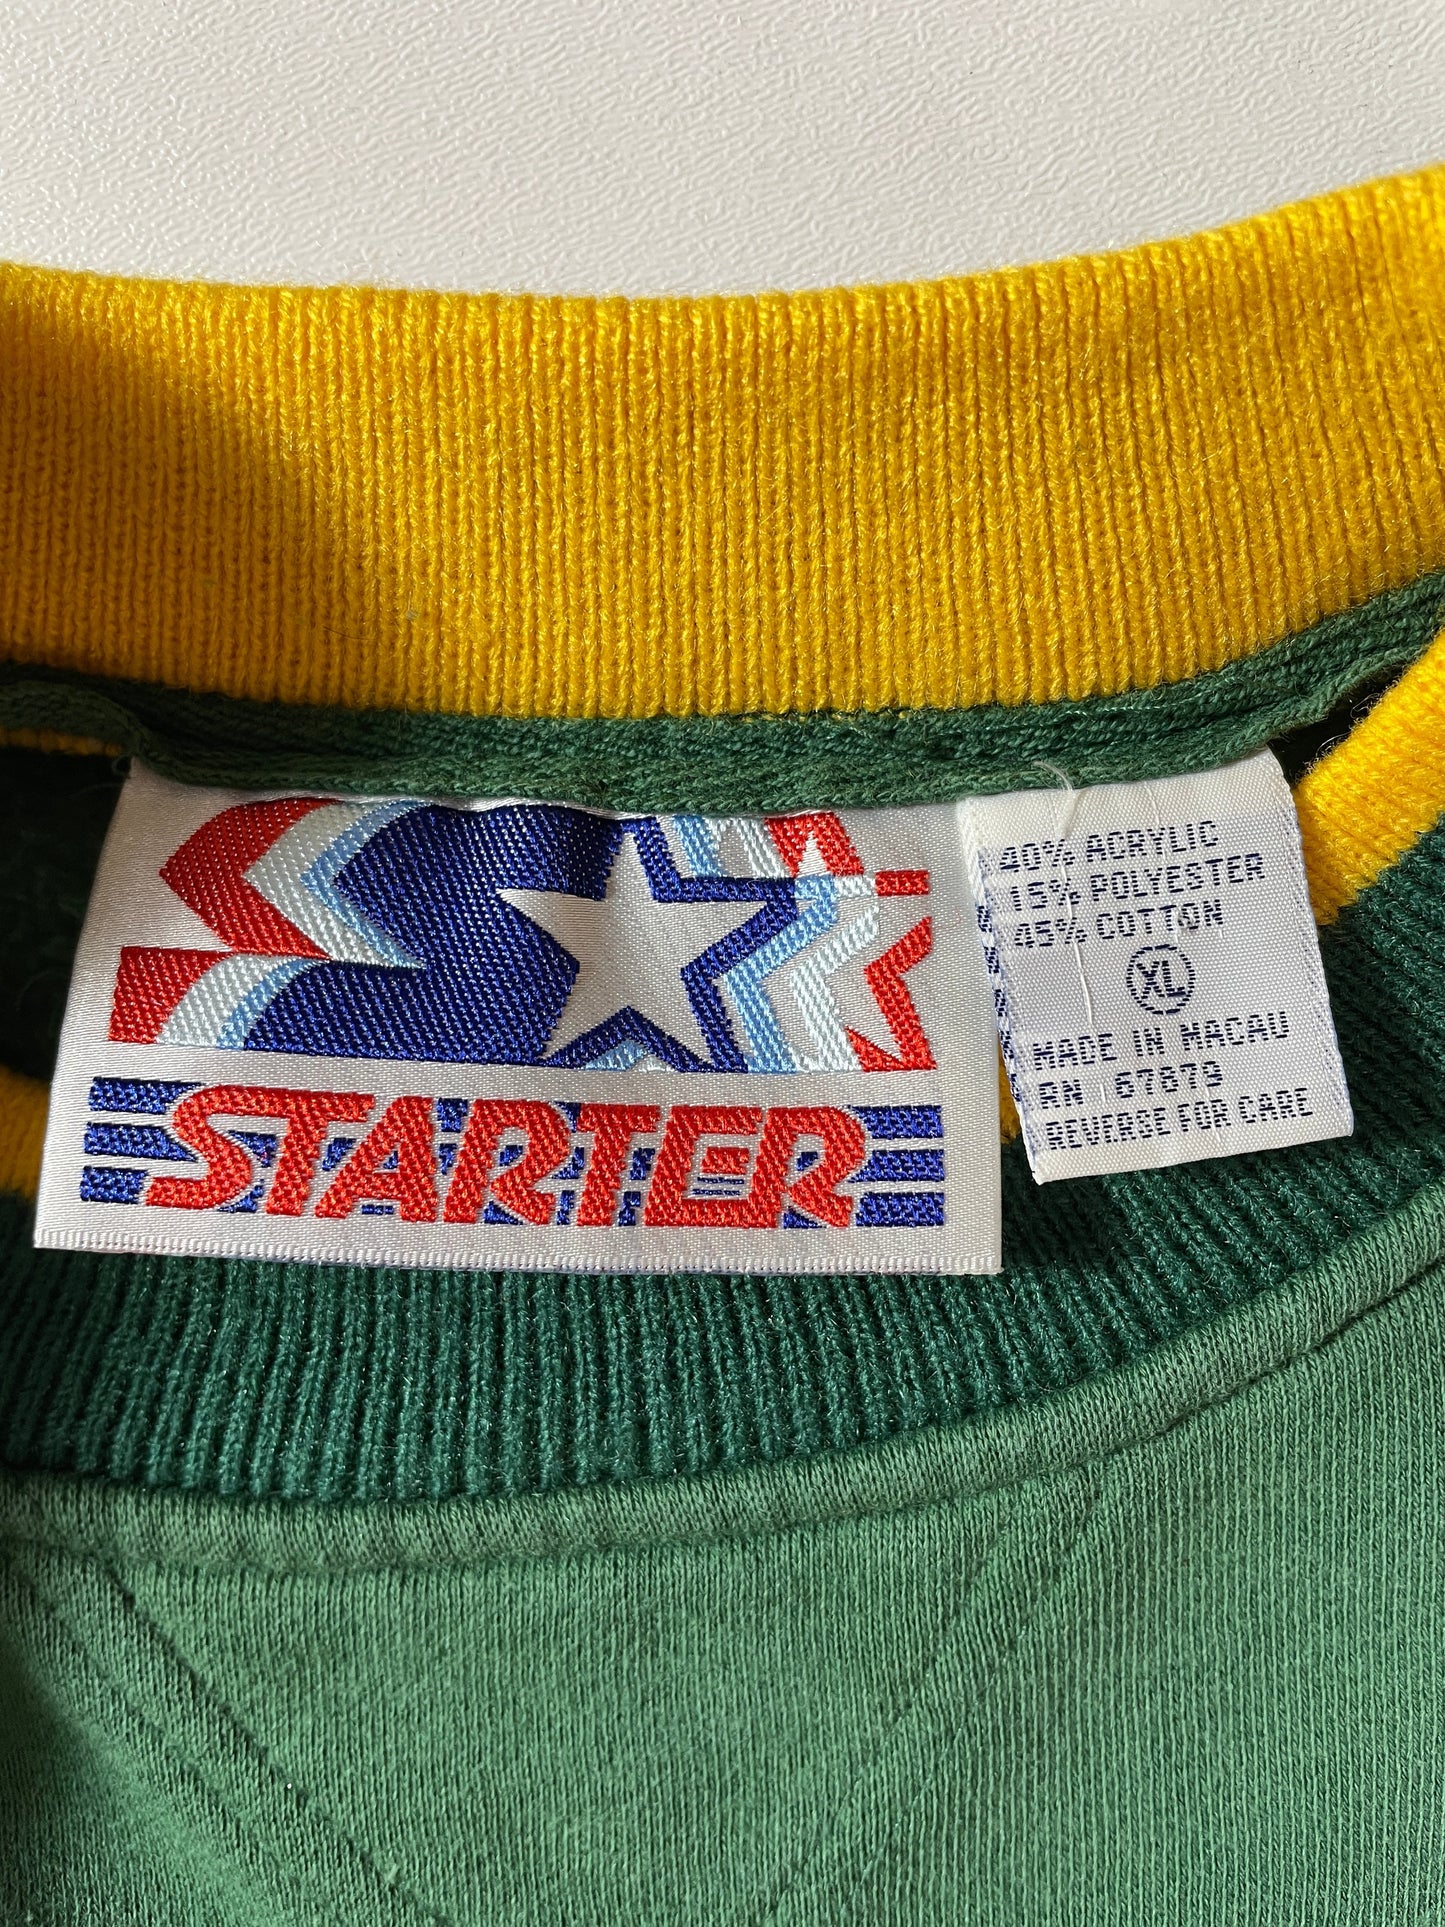 STARTER
40% ACRYLIC
15% POLYESTER
45% COTTON
XL
MADE IN MACAU
RN 67879
REVERSE FOR CARE